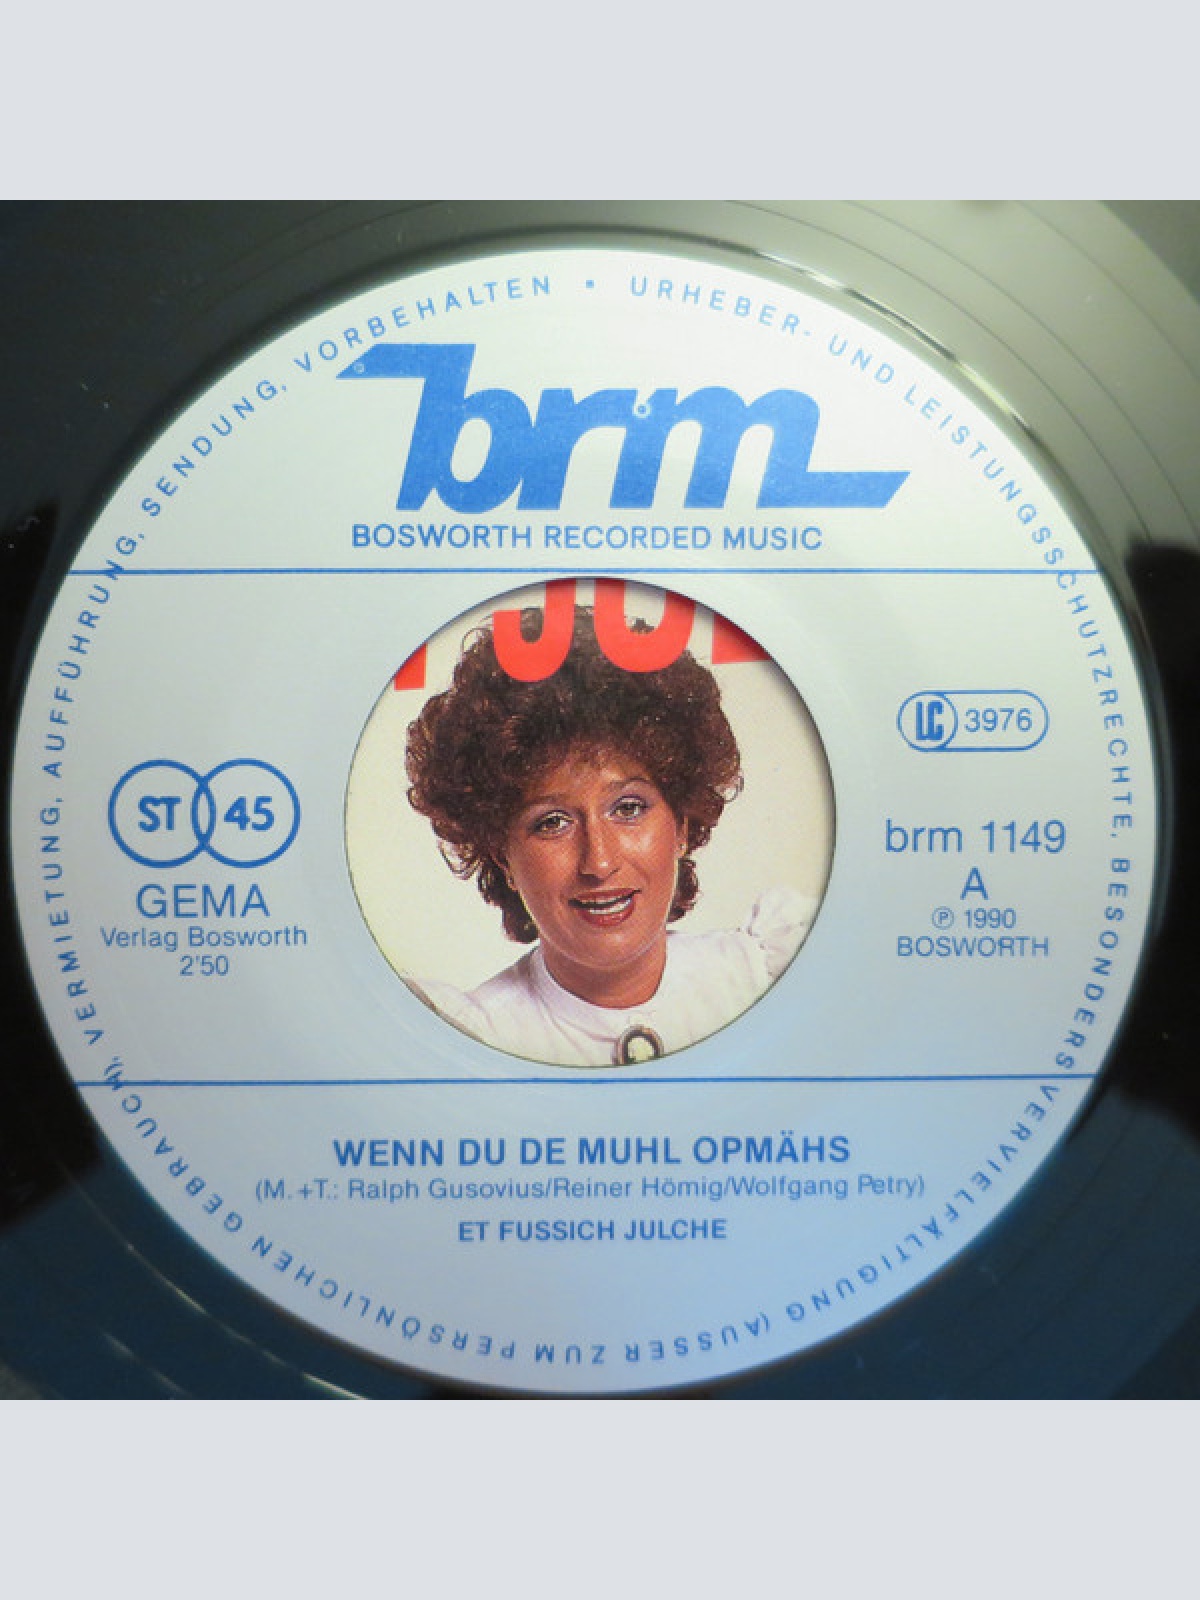 URHEBER- UND LEISTUNGSSCHUTZRECHTE, BESONDERS VERVIELFÄLTIGUNG (AUSSER ZUM PERSÖNLICHEN GEBRAUCH), VERMIETUNG, AUFFÜHRUNG, SENDUNG, VORBEHALTEN •
brm
BOSWORTH RECORDED MUSIC
ST 45
GEMA
Verlag Bosworth
2'50
LC 3976
brm 1149
A
℗ 1990
BOSWORTH
WENN DU DE MUHL OPMÄHS
(M.+T.: Ralph Gusovius/Reiner Hömig/Wolfgang Petry)
ET FUSSICH JULCHE